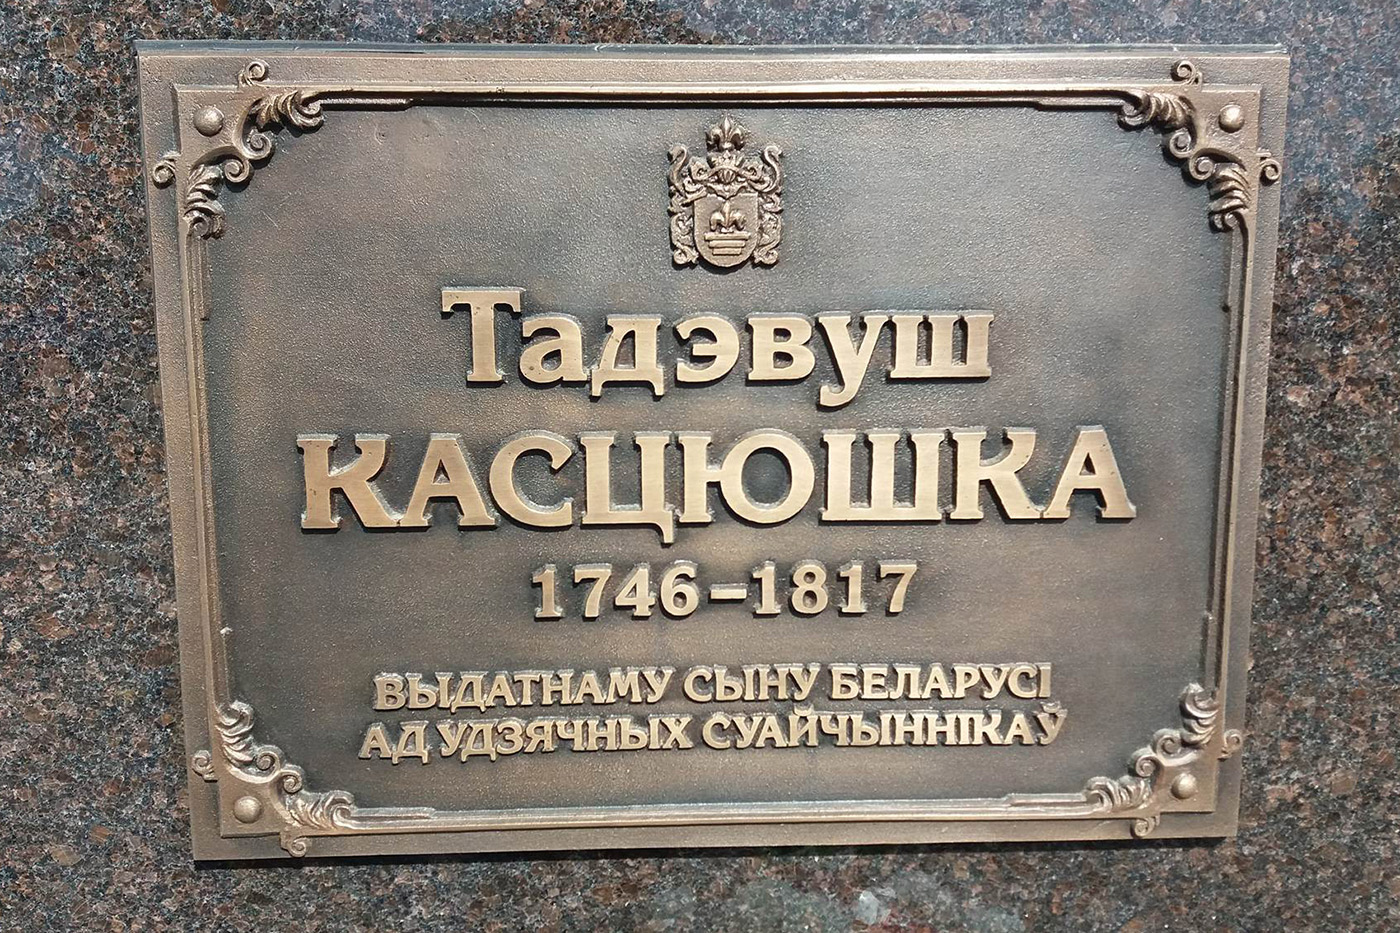 Тадэвуш
КАСЦЮШКА
1746–1817
ВЫДАТНАМУ СЫНУ БЕЛАРУСІ
АД УДЗЯЧНЫХ СУАЙЧЫННІКАЎ